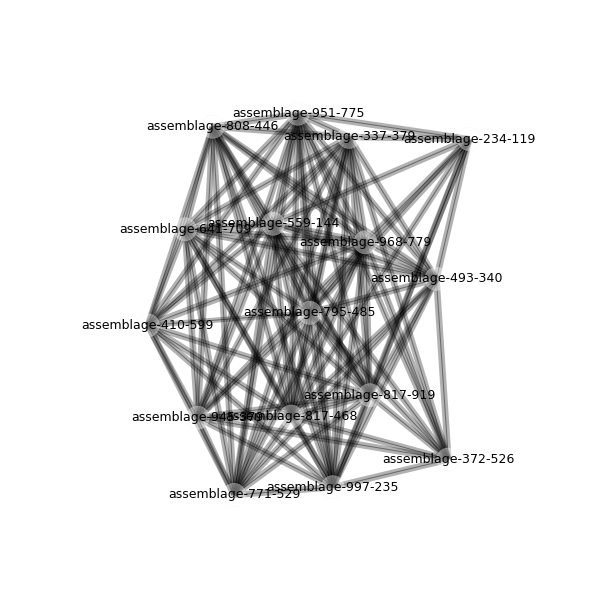 assemblage-951-775
assemblage-808-446
assemblage-337-379
assemblage-234-119
assemblage-559-144
assemblage-641-709
assemblage-968-779
assemblage-493-340
assemblage-795-485
assemblage-410-599
assemblage-817-919
assemblage-945-379
assemblage-817-468
assemblage-372-526
assemblage-997-235
assemblage-771-529